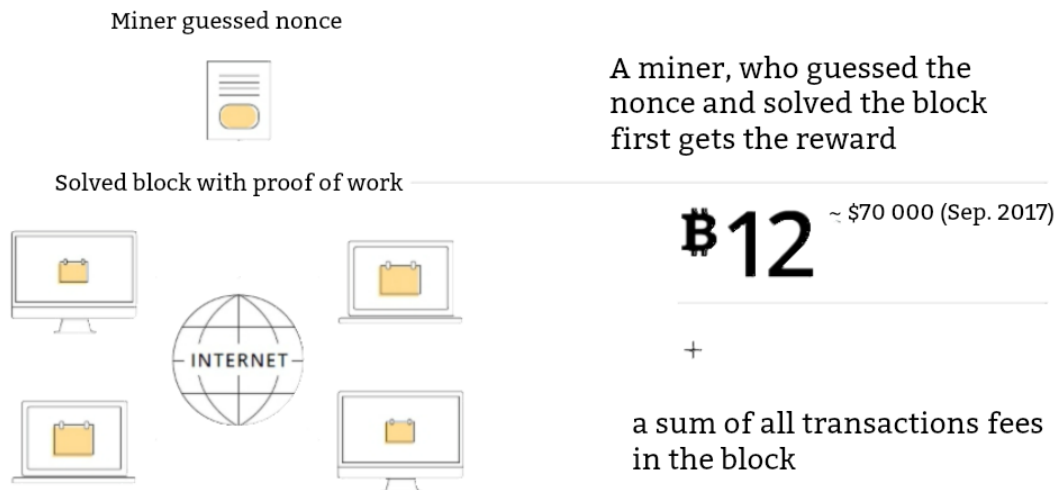 Miner guessed nonce
A miner, who guessed the
nonce and solved the block
first gets the reward
Solved block with proof of work
₿12 ~ $70 000 (Sep. 2017)
INTERNET
+
a sum of all transactions fees
in the block